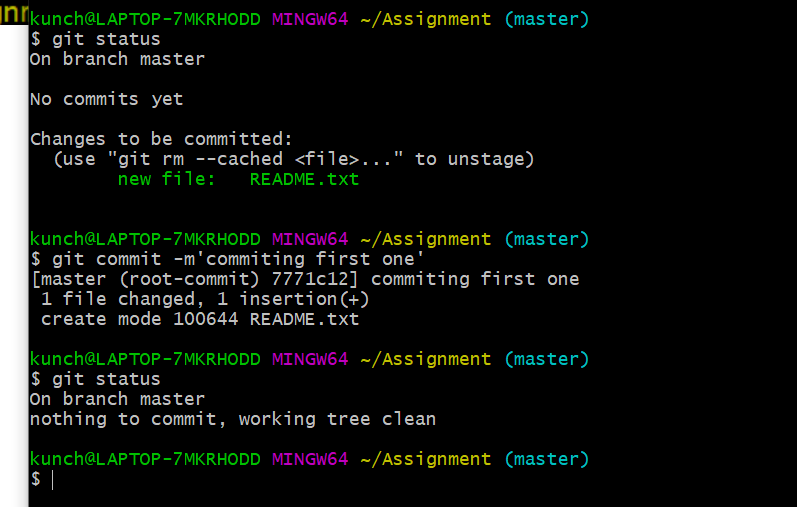 kunch@LAPTOP-7MKRHODD MINGW64 ~/Assignment (master)
$ git status
On branch master
No commits yet
Changes to be committed:
  (use "git rm --cached <file>..." to unstage)
        new file:   README.txt
kunch@LAPTOP-7MKRHODD MINGW64 ~/Assignment (master)
$ git commit -m'commiting first one'
[master (root-commit) 7771c12] commiting first one
 1 file changed, 1 insertion(+)
 create mode 100644 README.txt
kunch@LAPTOP-7MKRHODD MINGW64 ~/Assignment (master)
$ git status
On branch master
nothing to commit, working tree clean
kunch@LAPTOP-7MKRHODD MINGW64 ~/Assignment (master)
$